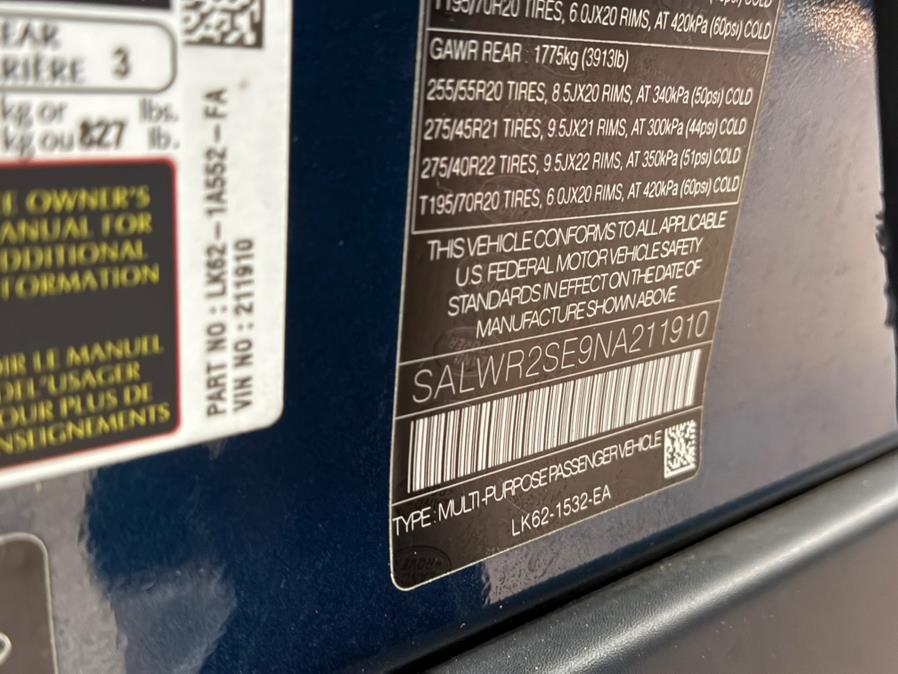 EAR
RIÈRE 3
kg or lbs.
kg ou 827 lb.
E OWNER'S
ANUAL FOR
DDITIONAL
FORMATION
IR LE MANUEL
DE L'USAGER
OUR PLUS DE
NSEIGNEMENTS
PART NO : LK62-1A552-FA
VIN NO : 211910
T195/70R20 TIRES, 6.0JX20 RIMS, AT 420kPa (60psi) COLD
GAWR REAR : 1775kg (3913lb)
255/55R20 TIRES, 8.5JX20 RIMS, AT 340kPa (50psi) COLD
275/45R21 TIRES, 9.5JX21 RIMS, AT 300kPa (44psi) COLD
275/40R22 TIRES, 9.5JX22 RIMS, AT 350kPa (51psi) COLD
T195/70R20 TIRES, 6.0JX20 RIMS, AT 420kPa (60psi) COLD
THIS VEHICLE CONFORMS TO ALL APPLICABLE
U.S. FEDERAL MOTOR VEHICLE SAFETY
STANDARDS IN EFFECT ON THE DATE OF
MANUFACTURE SHOWN ABOVE
SALWR2SE9NA211910
TYPE : MULTI-PURPOSE PASSENGER VEHICLE
LK62-1532-EA